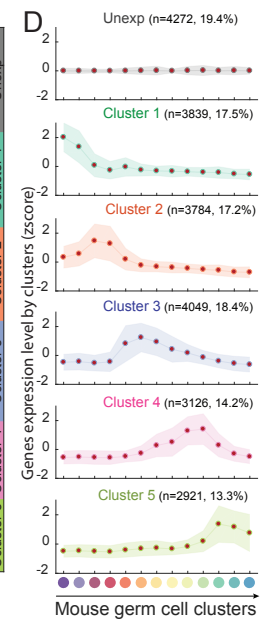 D
Unexp (n=4272, 19.4%)
2
0
-2
Cluster 1 (n=3839, 17.5%)
2
0
-2
Cluster 2 (n=3784, 17.2%)
2
0
-2
Cluster 3 (n=4049, 18.4%)
2
0
-2
Cluster 4 (n=3126, 14.2%)
2
0
-2
Cluster 5 (n=2921, 13.3%)
2
0
-2
Genes expression level by clusters (zscore)
Mouse germ cell clusters